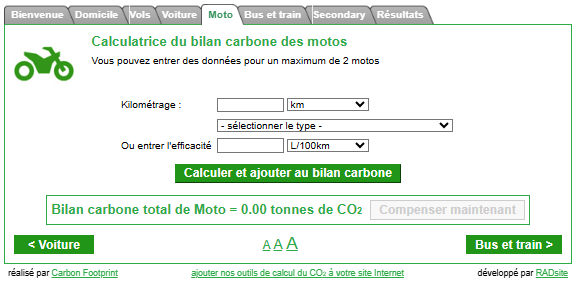 Bienvenue Domicile Vols Voiture Moto Bus et train Secondary Résultats
Calculatrice du bilan carbone des motos
Vous pouvez entrer des données pour un maximum de 2 motos
Kilométrage : km
- sélectionner le type -
Ou entrer l'efficacité L/100km
Calculer et ajouter au bilan carbone
Bilan carbone total de Moto = 0.00 tonnes de CO2 Compenser maintenant
< Voiture A A A Bus et train >
réalisé par Carbon Footprint ajouter nos outils de calcul du CO2 à votre site Internet développé par RADsite